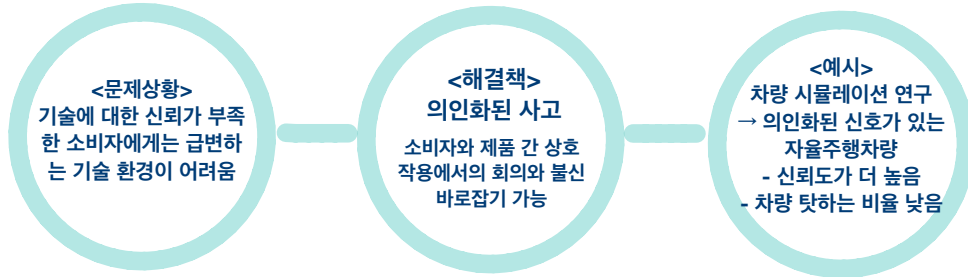 <문제상황>
기술에 대한 신뢰가 부족
한 소비자에게는 급변하
는 기술 환경이 어려움
<해결책>
의인화된 사고
소비자와 제품 간 상호
작용에서의 회의와 불신
바로잡기 가능
<예시>
차량 시뮬레이션 연구
→ 의인화된 신호가 있는
자율주행차량
- 신뢰도가 더 높음
- 차량 탓하는 비율 낮음